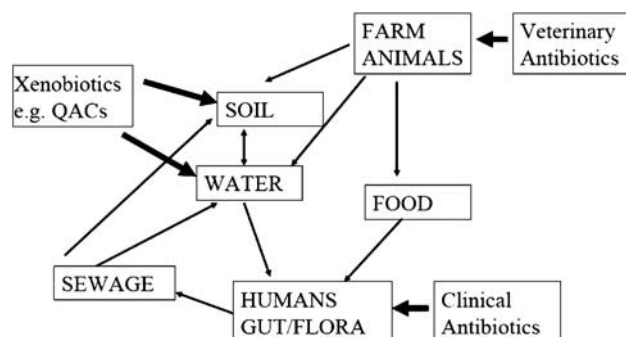 FARM
ANIMALS
Veterinary
Antibiotics
Xenobiotics
e.g. QACs
SOIL
WATER
FOOD
SEWAGE
HUMANS
GUT/FLORA
Clinical
Antibiotics